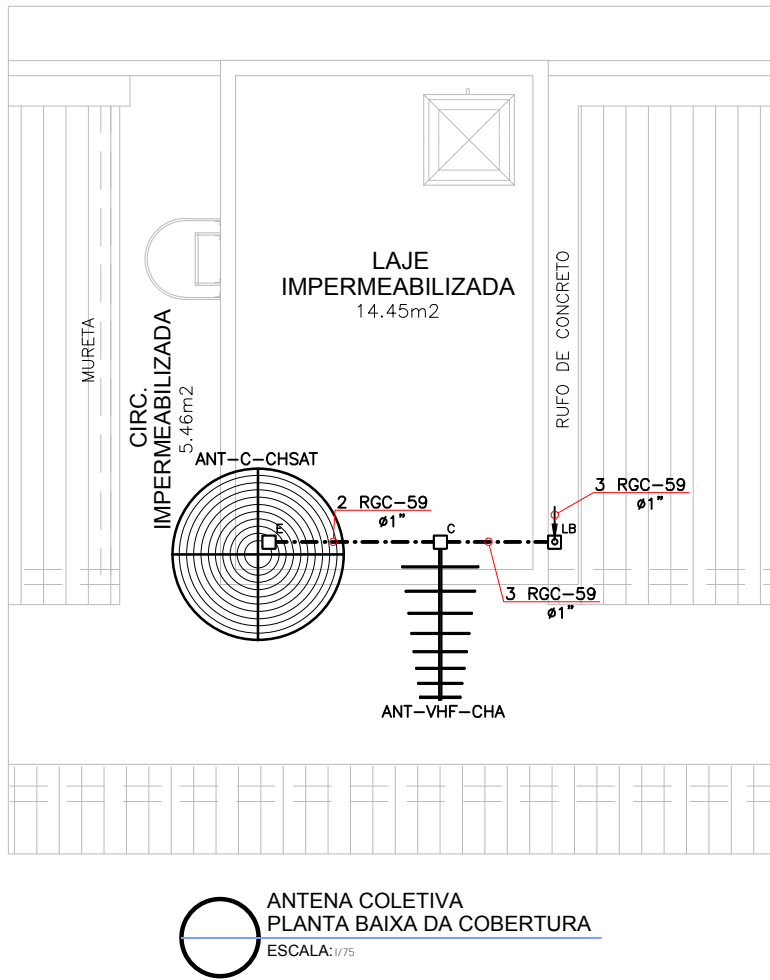 LAJE
IMPERMEABILIZADA
14.45m2
RUFO DE CONCRETO
MURETA
CIRC.
IMPERMEABILIZADA
5.46m2
ANT-C-CHSAT
2 RGC-59
ø1"
3 RGC-59
ø1"
E
C
LB
3 RGC-59
ø1"
ANT-VHF-CHA
ANTENA COLETIVA
PLANTA BAIXA DA COBERTURA
ESCALA: 1/75